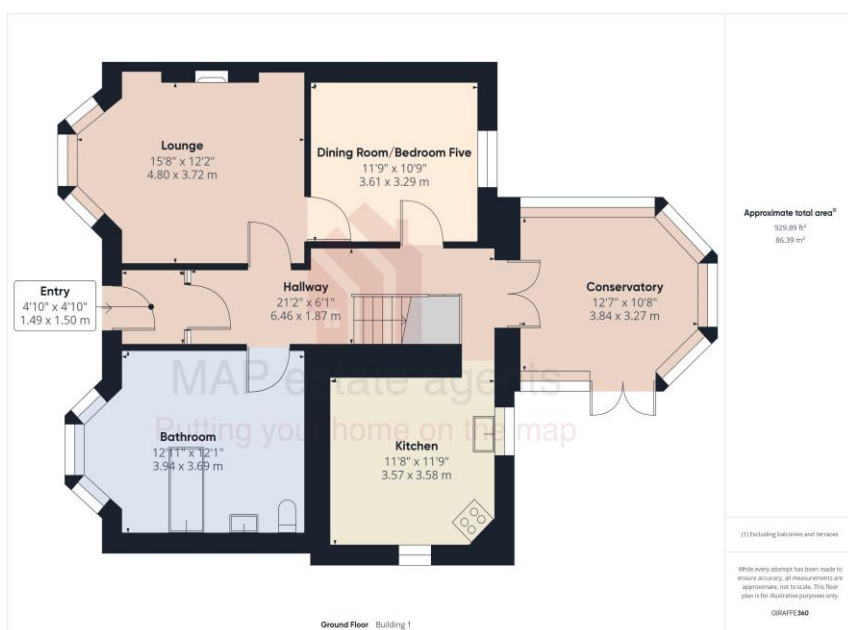 Lounge
15'8" x 12'2"
4.80 x 3.72 m
Dining Room/Bedroom Five
11'9" x 10'9"
3.61 x 3.29 m
Entry
4'10" x 4'10"
1.49 x 1.50 m
Hallway
21'2" x 6'1"
6.46 x 1.87 m
Conservatory
12'7" x 10'8"
3.84 x 3.27 m
MAP estate agents
Putting your home on the map
Bathroom
12'11" x 12'1"
3.94 x 3.69 m
Kitchen
11'8" x 11'9"
3.57 x 3.58 m
Ground Floor Building 1
Approximate total area⁽¹⁾
929.89 ft²
86.39 m²
(1) Excluding balconies and terraces
While every attempt has been made to
ensure accuracy, all measurements are
approximate, not to scale. This floor
plan is for illustrative purposes only.
GIRAFFE360